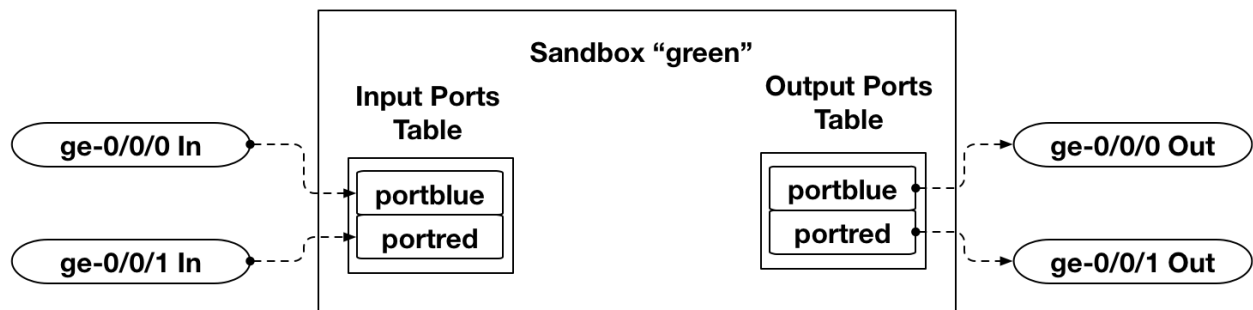 Sandbox “green”
Input Ports
Table
Output Ports
Table
ge-0/0/0 In
ge-0/0/1 In
portblue
portred
portblue
portred
ge-0/0/0 Out
ge-0/0/1 Out